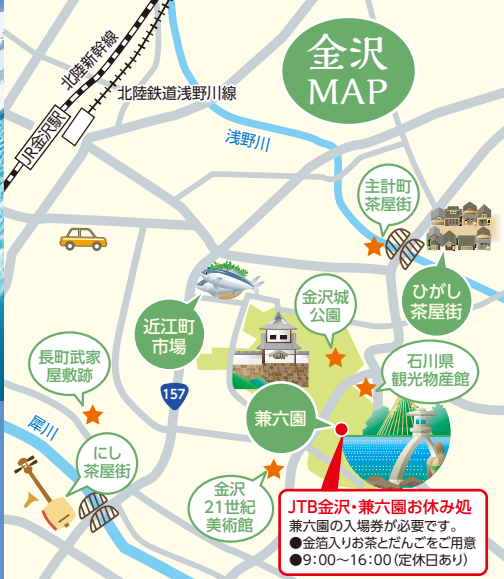 金沢
MAP
北陸新幹線
JR金沢駅
北陸鉄道浅野川線
浅野川
主計町
茶屋街
ひがし
茶屋街
近江町
市場
金沢城
公園
石川県
観光物産館
長町武家
屋敷跡
157
兼六園
犀川
にし
茶屋街
金沢
21世紀
美術館
JTB金沢・兼六園お休み処
兼六園の入場券が必要です。
●金箔入りお茶とだんごをご用意
●9:00～16:00(定休日あり)